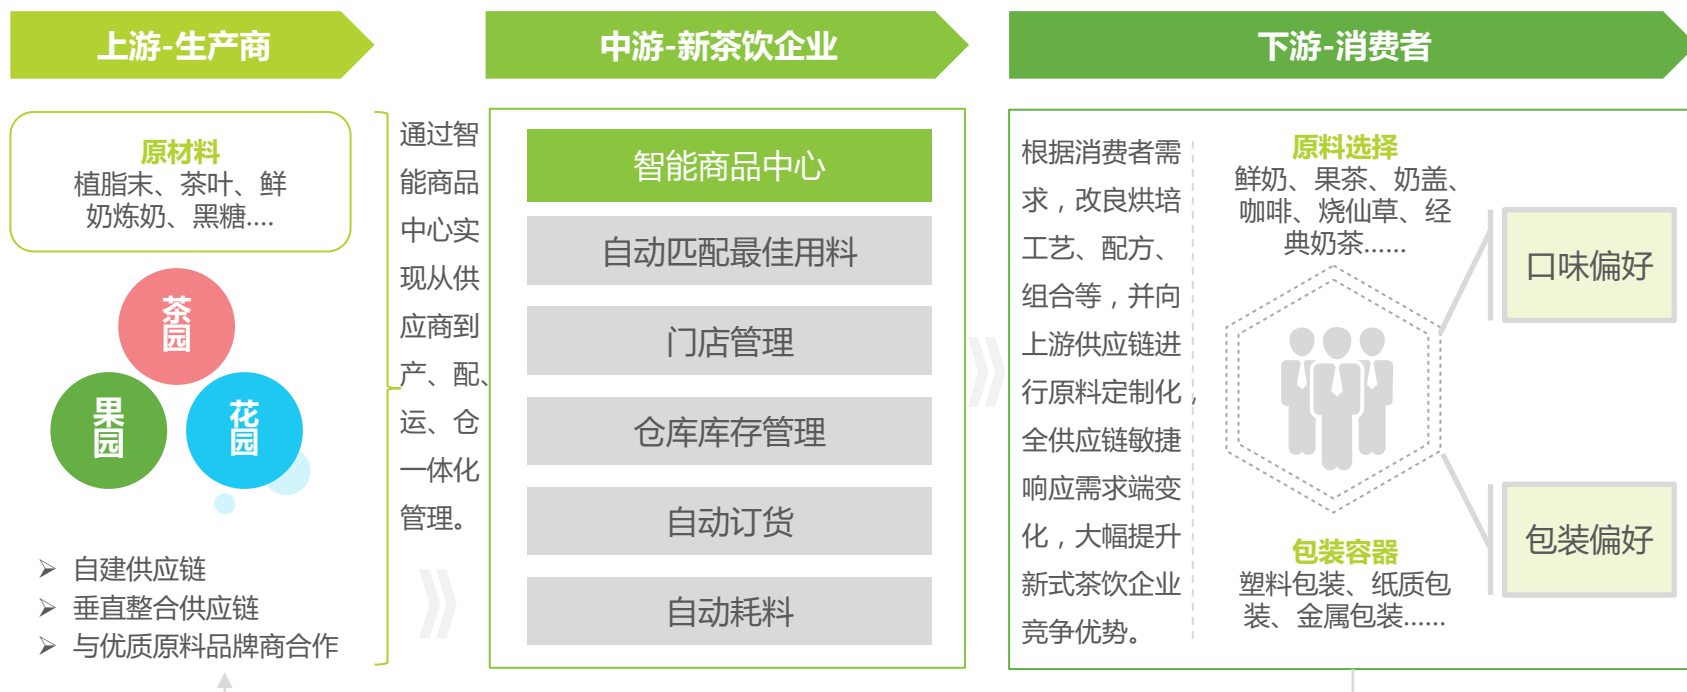 上游-生产商
中游-新茶饮企业
下游-消费者
原材料
植脂末、茶叶、鲜
奶炼奶、黑糖....
茶
园
果
园
花
园
➢ 自建供应链
➢ 垂直整合供应链
➢ 与优质原料品牌商合作
通过智
能商品
中心实
现从供
应商到
产、配、
运、仓
一体化
管理。
智能商品中心
自动匹配最佳用料
门店管理
仓库库存管理
自动订货
自动耗料
根据消费者需
求，改良烘培
工艺、配方、
组合等，并向
上游供应链进
行原料定制化，
全供应链敏捷
响应需求端变
化，大幅提升
新式茶饮企业
竞争优势。
原料选择
鲜奶、果茶、奶盖、
咖啡、烧仙草、经
典奶茶......
包装容器
塑料包装、纸质包
装、金属包装......
口味偏好
包装偏好